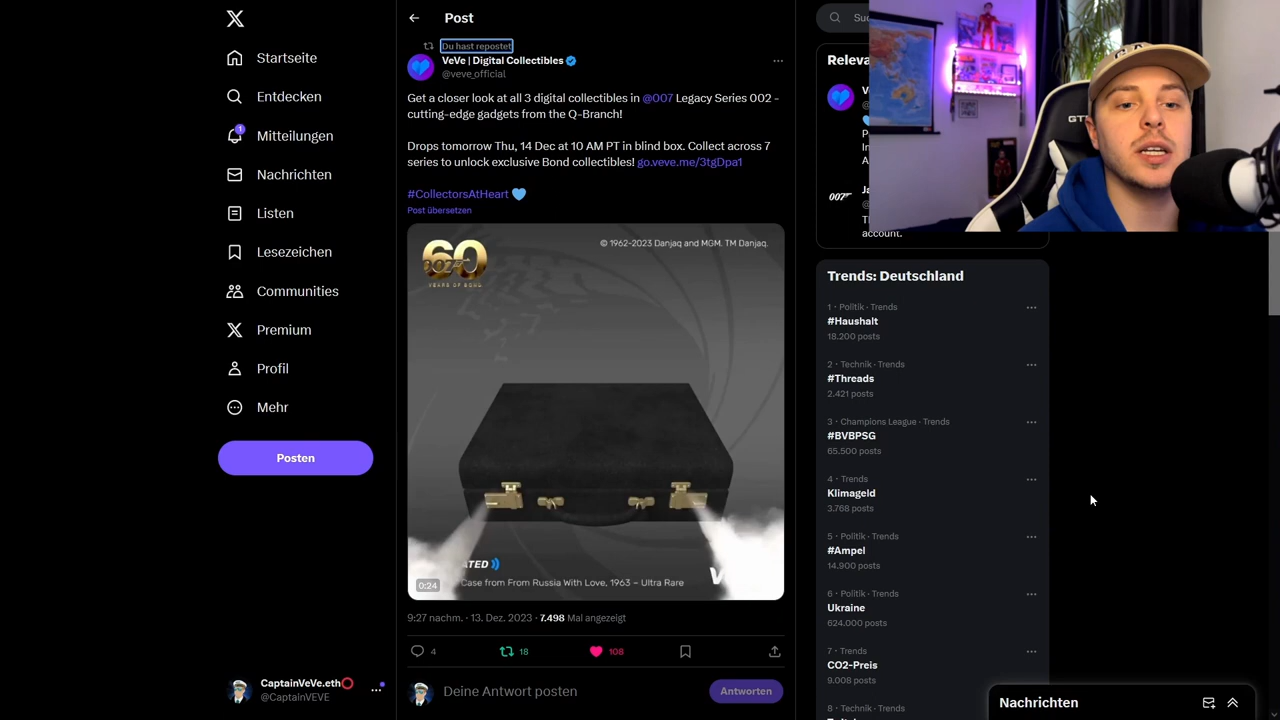 Startseite
Entdecken
1
Mitteilungen
Nachrichten
Listen
Lesezeichen
Communities
Premium
Profil
Mehr
Posten
CaptainVeVe.eth⭕
@CaptainVEVE
Post
Du hast repostet
VeVe | Digital Collectibles
@veve_official
Get a closer look at all 3 digital collectibles in @007 Legacy Series 002 -
cutting-edge gadgets from the Q-Branch!
Drops tomorrow Thu, 14 Dec at 10 AM PT in blind box. Collect across 7
series to unlock exclusive Bond collectibles! go.veve.me/3tgDpa1
#CollectorsAtHeart 🩵
Post übersetzen
60
YEARS OF BOND
© 1962-2023 Danjaq and MGM. TM Danjaq.
ATED
Case from From Russia With Love, 1963 – Ultra Rare
0:24
9:27 nachm. · 13. Dez. 2023 · 7.498 Mal angezeigt
4
18
108
Deine Antwort posten
Antworten
Releva
007
account.
Trends: Deutschland
1 · Politik · Trends
#Haushalt
18.200 posts
2 · Technik · Trends
#Threads
2.421 posts
3 · Champions League · Trends
#BVBPSG
65.500 posts
4 · Trends
Klimageld
3.768 posts
5 · Politik · Trends
#Ampel
14.900 posts
6 · Politik · Trends
Ukraine
624.000 posts
7 · Trends
CO2-Preis
9.008 posts
8 · Technik · Trends
Nachrichten